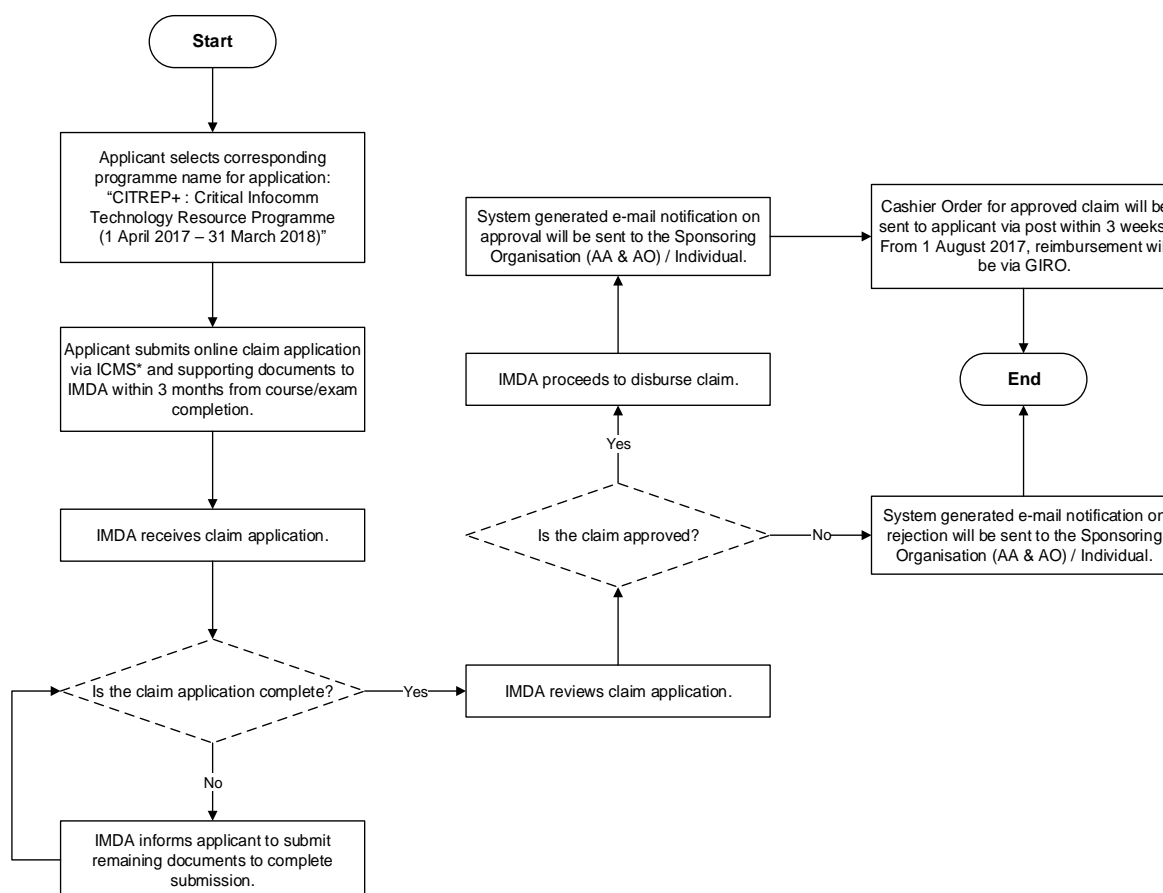 Start
Applicant selects corresponding
programme name for application:
“CITREP+ : Critical Infocomm
Technology Resource Programme
(1 April 2017 – 31 March 2018)”
Applicant submits online claim application
via ICMS* and supporting documents to
IMDA within 3 months from course/exam
completion.
IMDA receives claim application.
Is the claim application complete?
Yes
No
IMDA informs applicant to submit
remaining documents to complete
submission.
IMDA reviews claim application.
Is the claim approved?
Yes
No
IMDA proceeds to disburse claim.
System generated e-mail notification on
approval will be sent to the Sponsoring
Organisation (AA & AO) / Individual.
Cashier Order for approved claim will be
sent to applicant via post within 3 weeks.
From 1 August 2017, reimbursement will
be via GIRO.
System generated e-mail notification on
rejection will be sent to the Sponsoring
Organisation (AA & AO) / Individual.
End